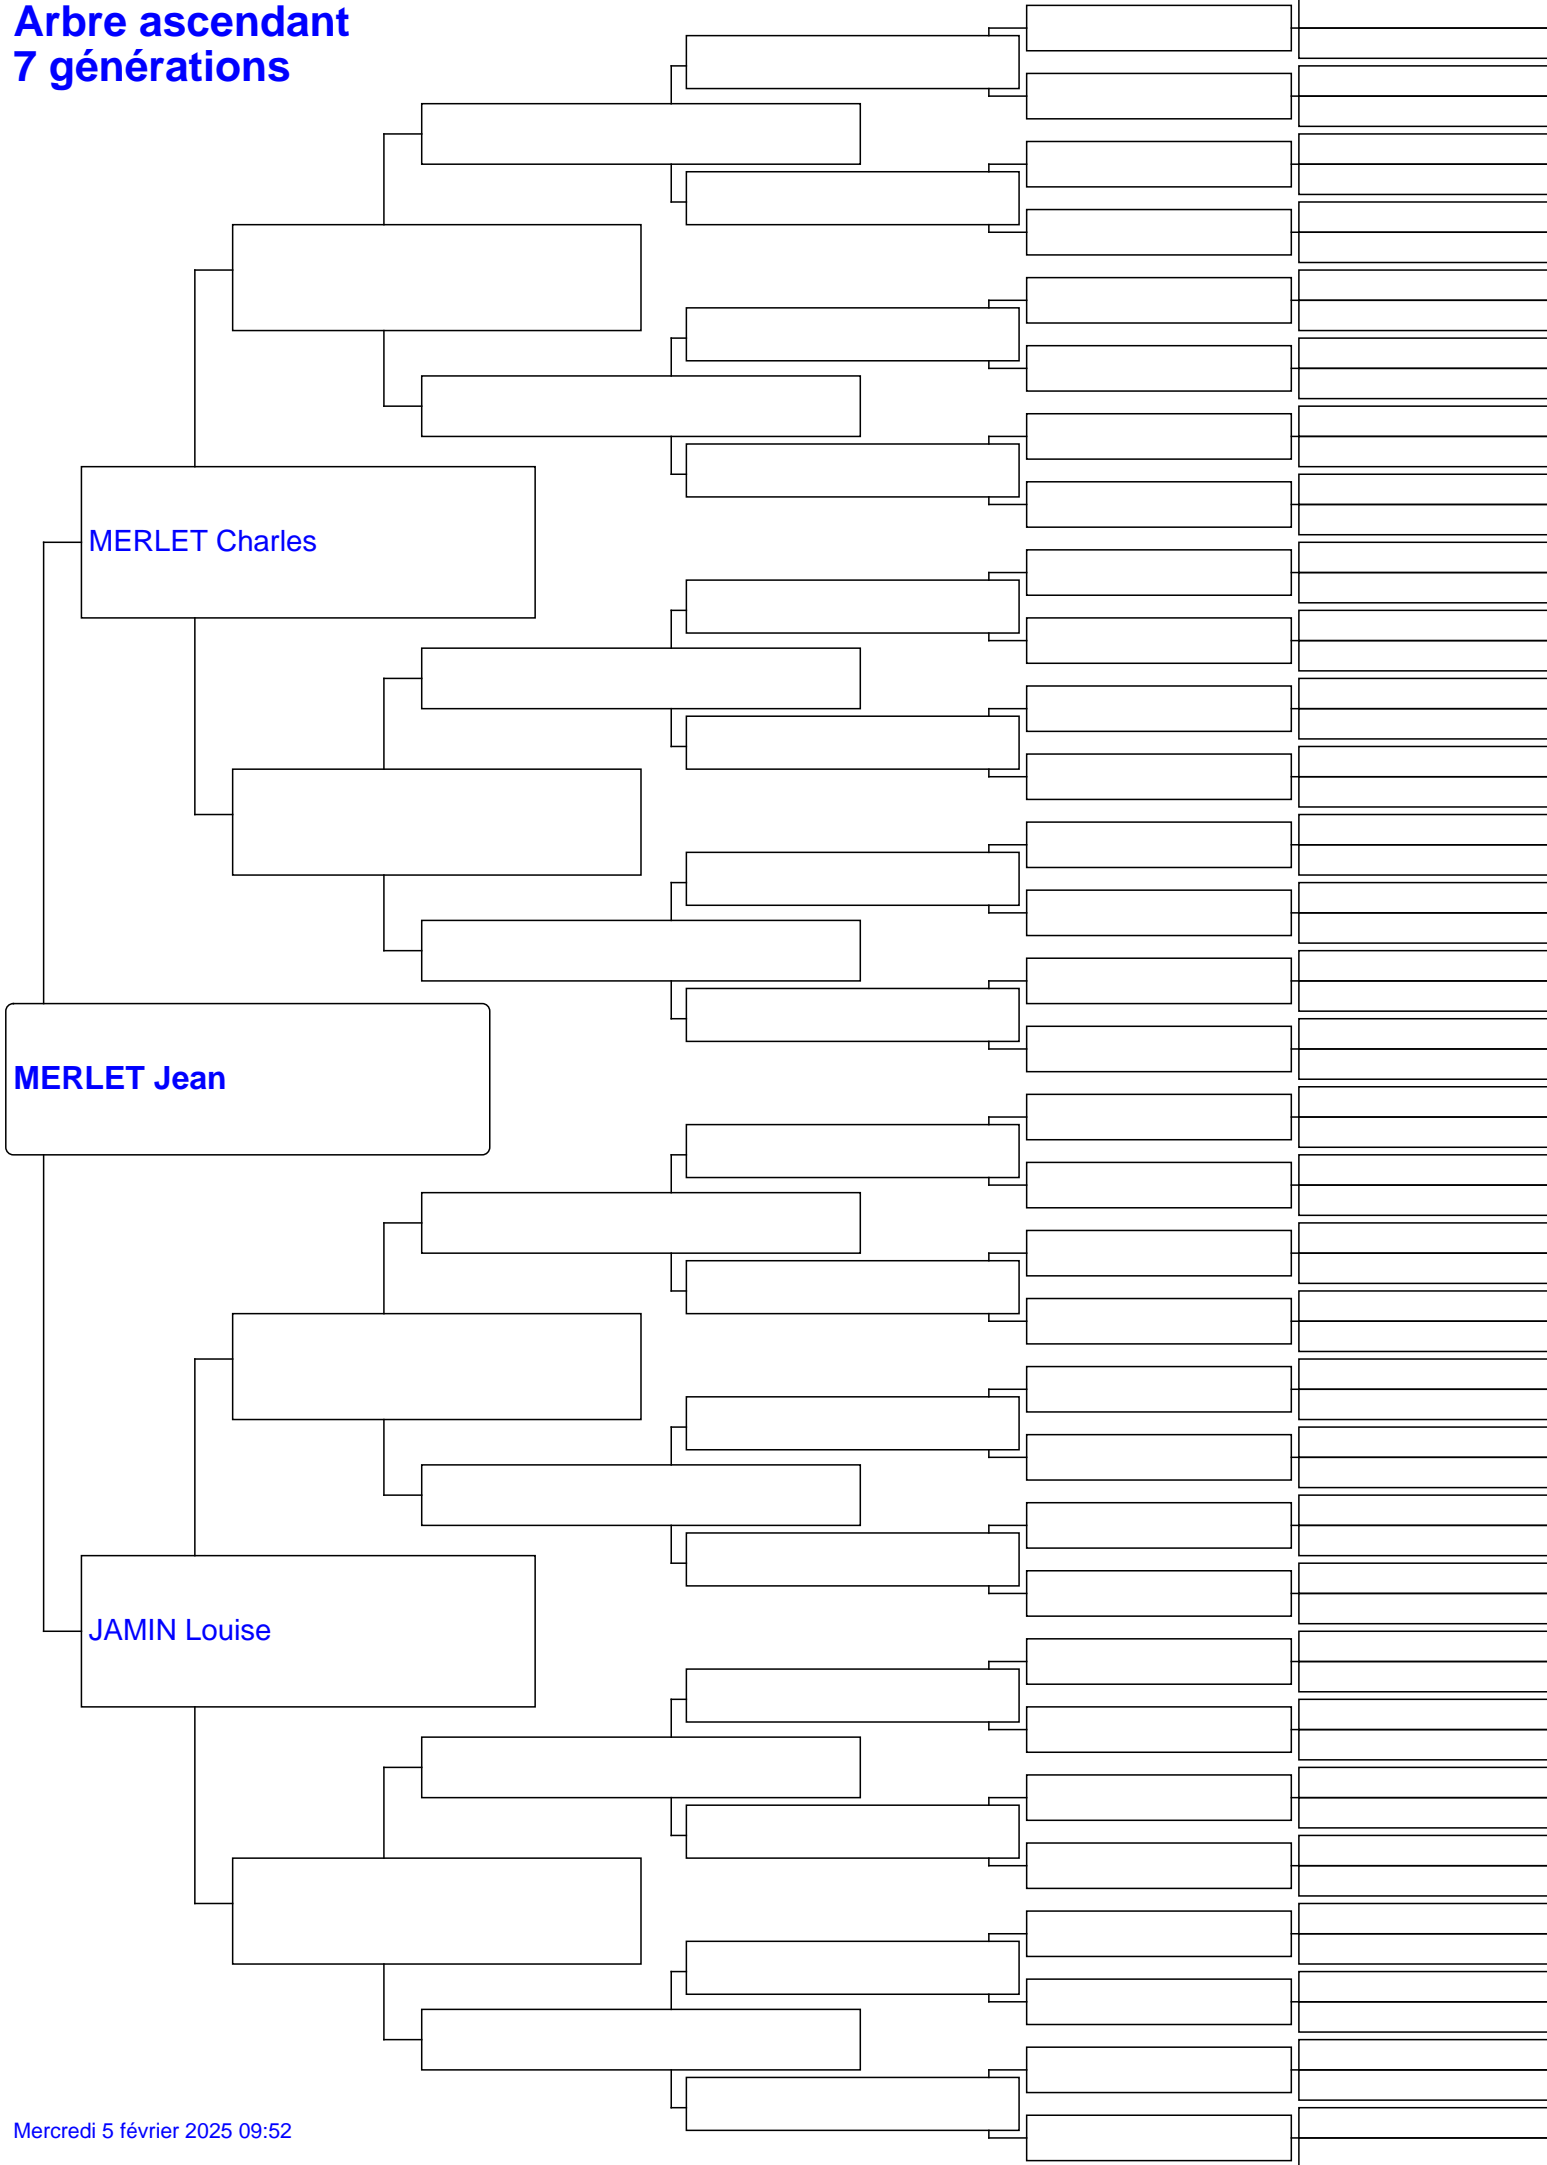 Arbre ascendant
7 générations
MERLET Charles
MERLET Jean
JAMIN Louise
Mercredi 5 février 2025 09:52